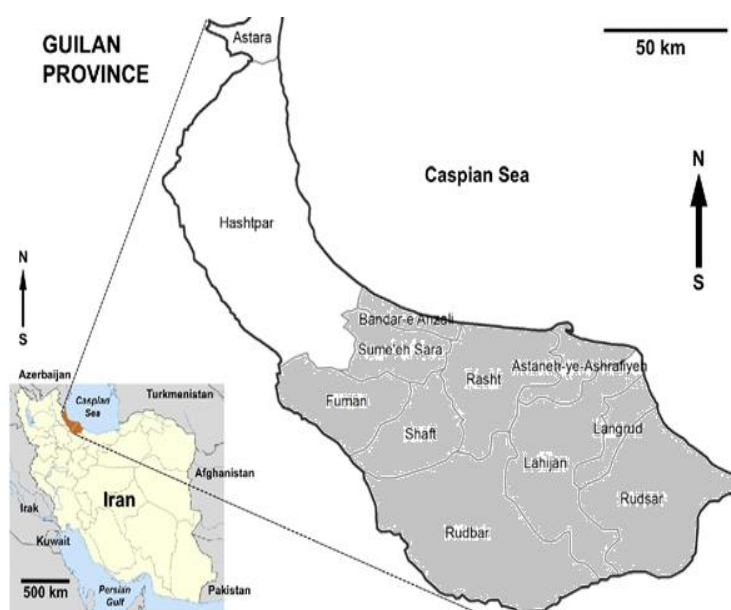 GUILAN
PROVINCE
Astara
50 km
Caspian Sea
N
S
Hashtpar
N
S
Bandar-e Anzali
Sume'eh Sara
Rasht
Astaneh-ye-Ashrafiyeh
Fuman
Shaft
Langrud
Lahijan
Rudsar
Rudbar
Azerbaijan
Caspian
Sea
Turkmenistan
Afghanistan
Iran
Irak
Kuwait
500 km
Persian
Gulf
Pakistan